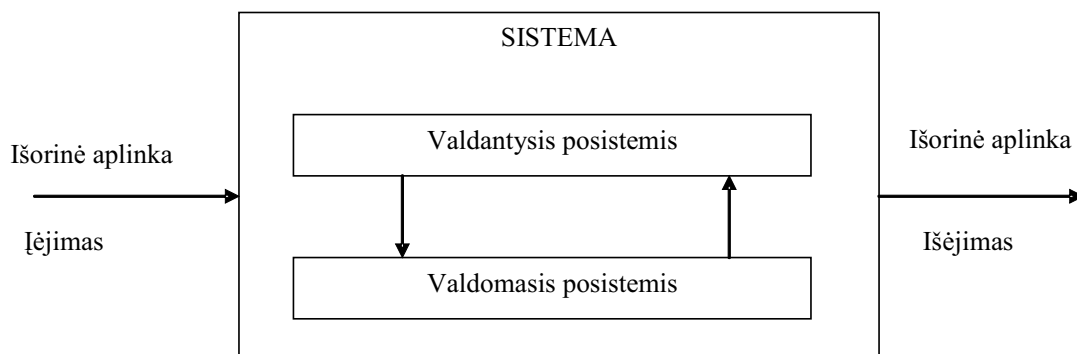 SISTEMA
Valdantysis posistemis
Išorinė aplinka
Įėjimas
Valdomasis posistemis
Išorinė aplinka
Išėjimas